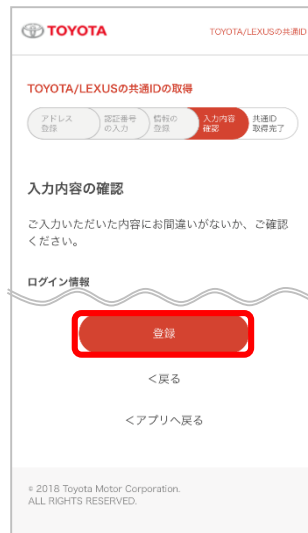 TOYOTA
TOYOTA/LEXUSの共通ID
TOYOTA/LEXUSの共通IDの取得
アドレス
登録
認証番号
の入力
情報の
登録
入力内容
確認
共通ID
取得完了
入力内容の確認
ご入力いただいた内容にお間違いがないか、ご確認
ください。
ログイン情報
登録
<戻る
<アプリへ戻る
© 2018 Toyota Motor Corporation.
ALL RIGHTS RESERVED.